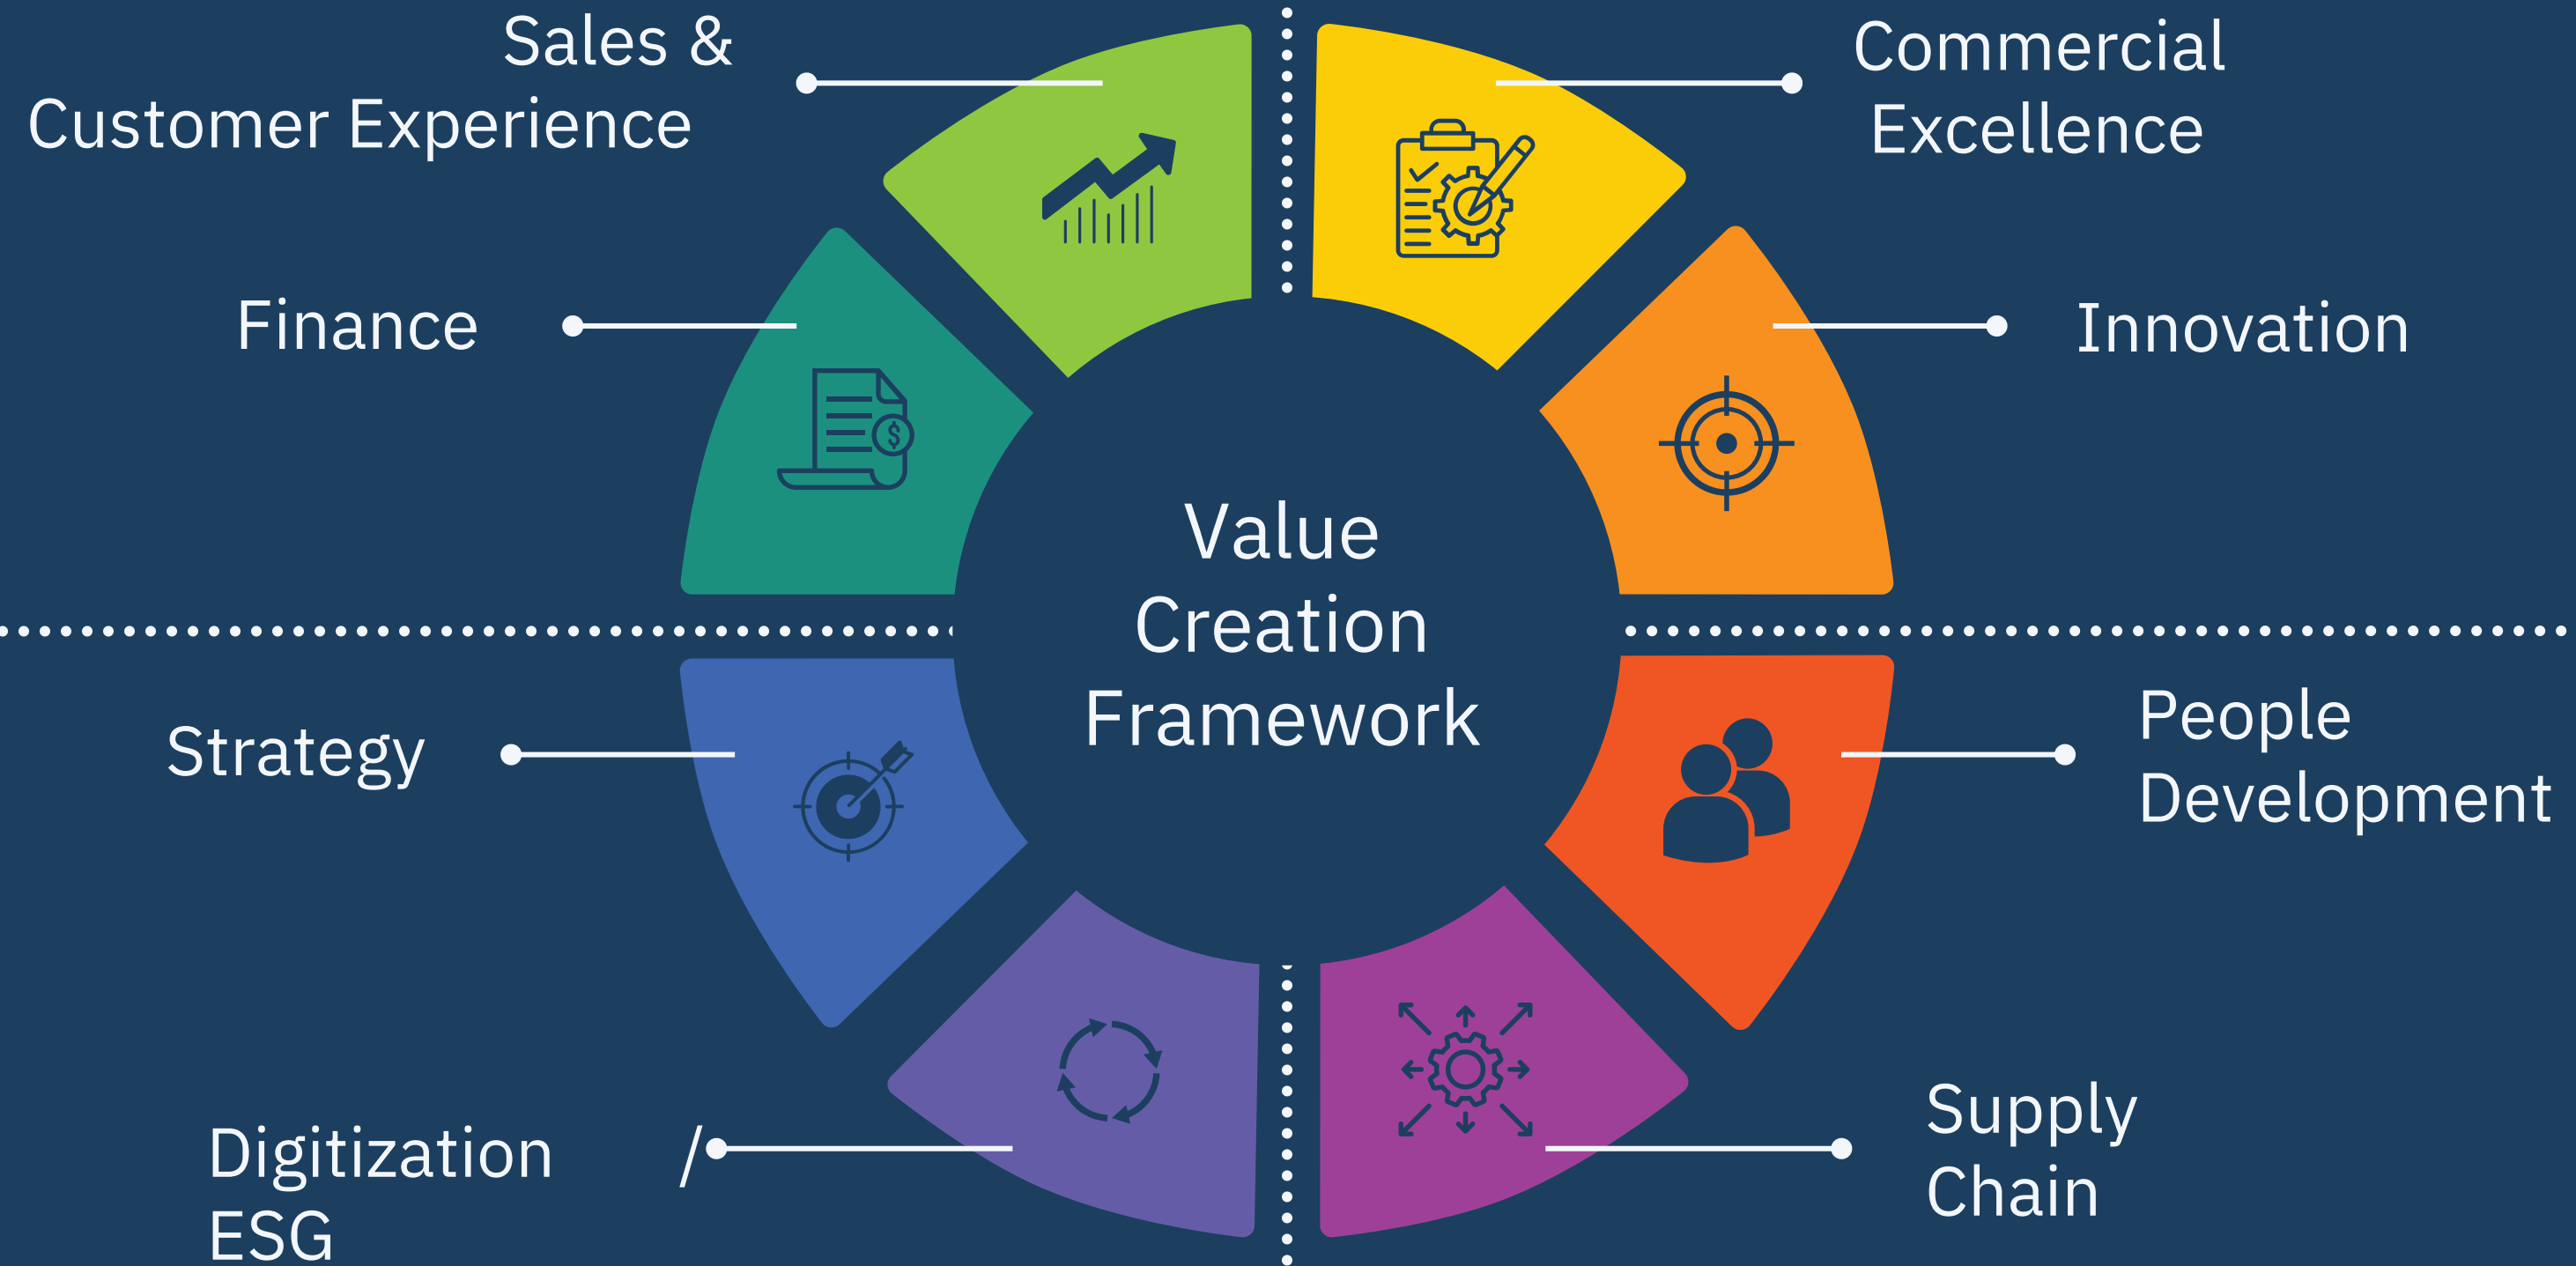 Sales &
Customer Experience
Commercial
Excellence
Finance
Innovation
Value
Creation
Framework
Strategy
People
Development
Digitization /
ESG
Supply
Chain
$